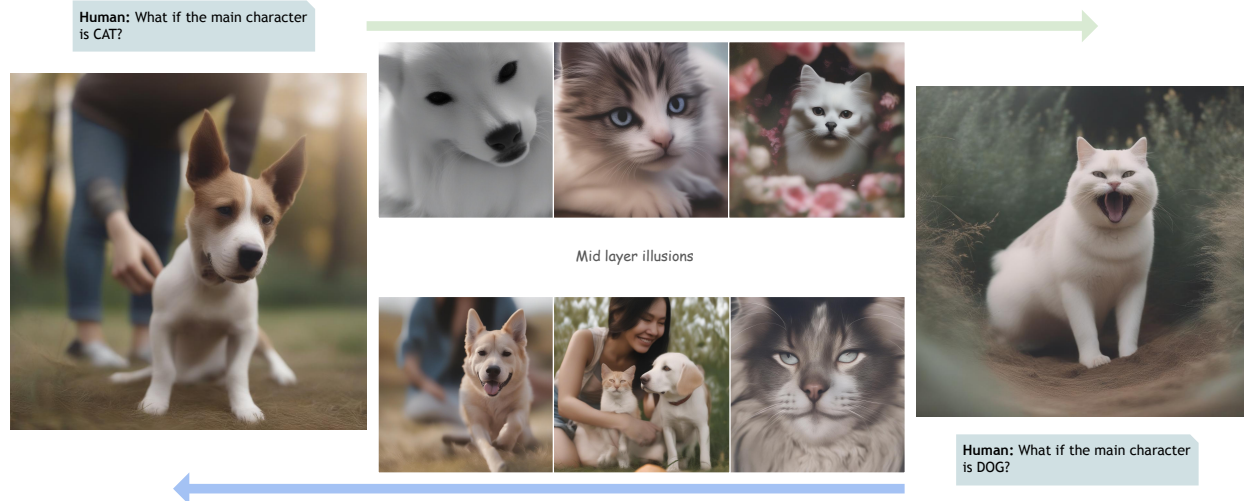 Human: What if the main character
is CAT?
Mid layer illusions
Human: What if the main character
is DOG?